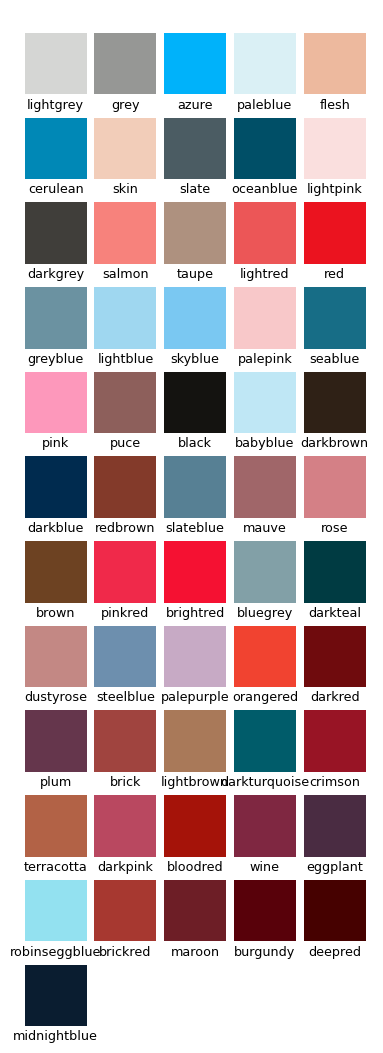 lightgrey grey azure paleblue flesh
cerulean skin slate oceanblue lightpink
darkgrey salmon taupe lightred red
greyblue lightblue skyblue palepink seablue
pink puce black babyblue darkbrown
darkblue redbrown slateblue mauve rose
brown pinkred brightred bluegrey darkteal
dustyrose steelblue palepurple orangered darkred
plum brick lightbrown darkturquoise crimson
terracotta darkpink bloodred wine eggplant
robinseggblue brickred maroon burgundy deepred
midnightblue